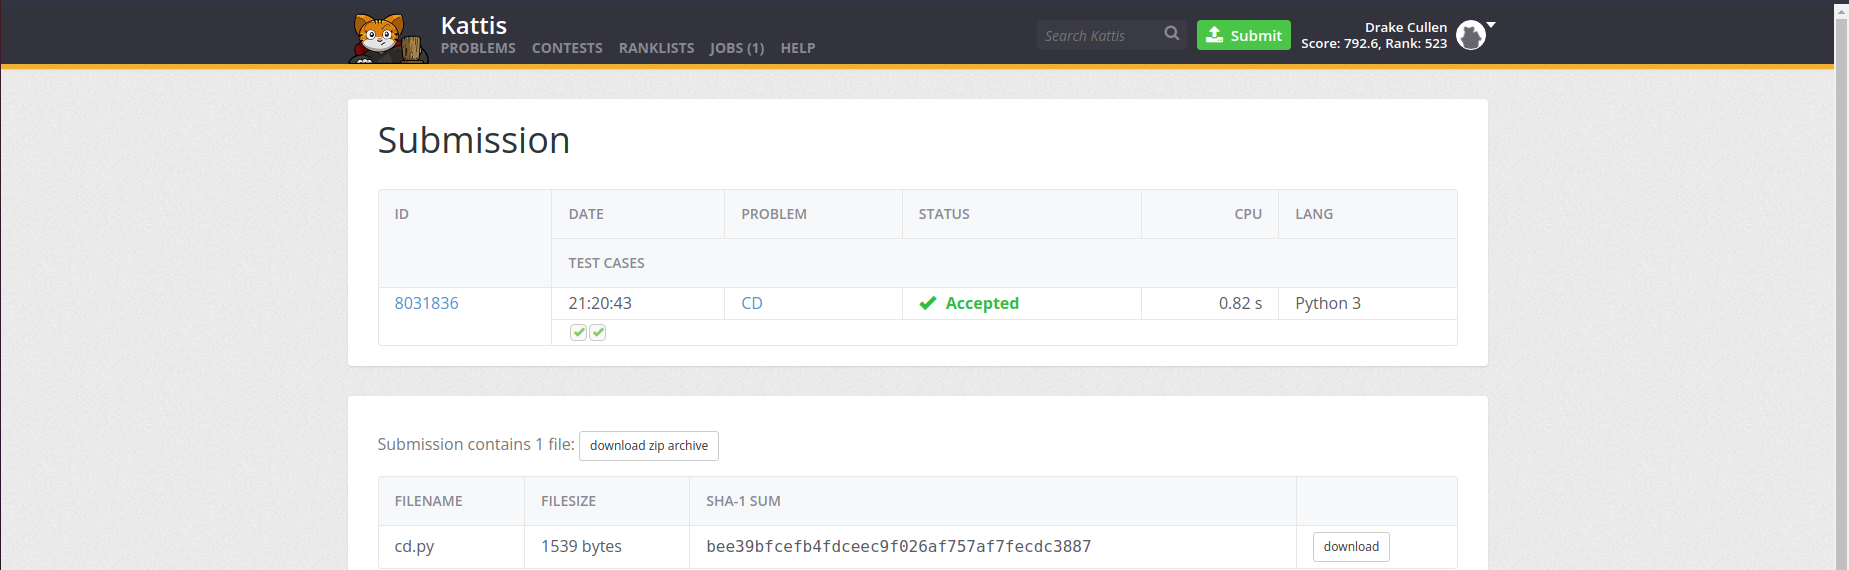 Kattis
PROBLEMS CONTESTS RANKLISTS JOBS (1) HELP
Search Kattis
Submit
Drake Cullen
Score: 792.6, Rank: 523
Submission
ID DATE PROBLEM STATUS CPU LANG
TEST CASES
8031836 21:20:43 CD Accepted 0.82 s Python 3
Submission contains 1 file: download zip archive
FILENAME FILESIZE SHA-1 SUM
cd.py 1539 bytes bee39bfcefb4fdceec9f026af757af7fecdc3887 download